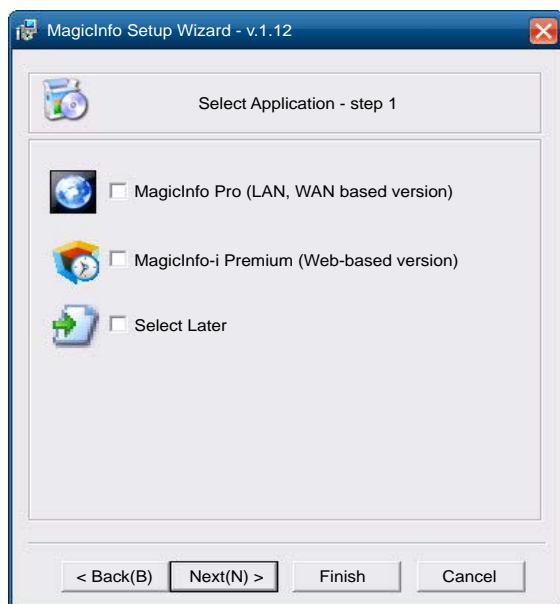 MagicInfo Setup Wizard - v.1.12
Select Application - step 1
MagicInfo Pro (LAN, WAN based version)
MagicInfo-i Premium (Web-based version)
Select Later
< Back(B) Next(N) > Finish Cancel